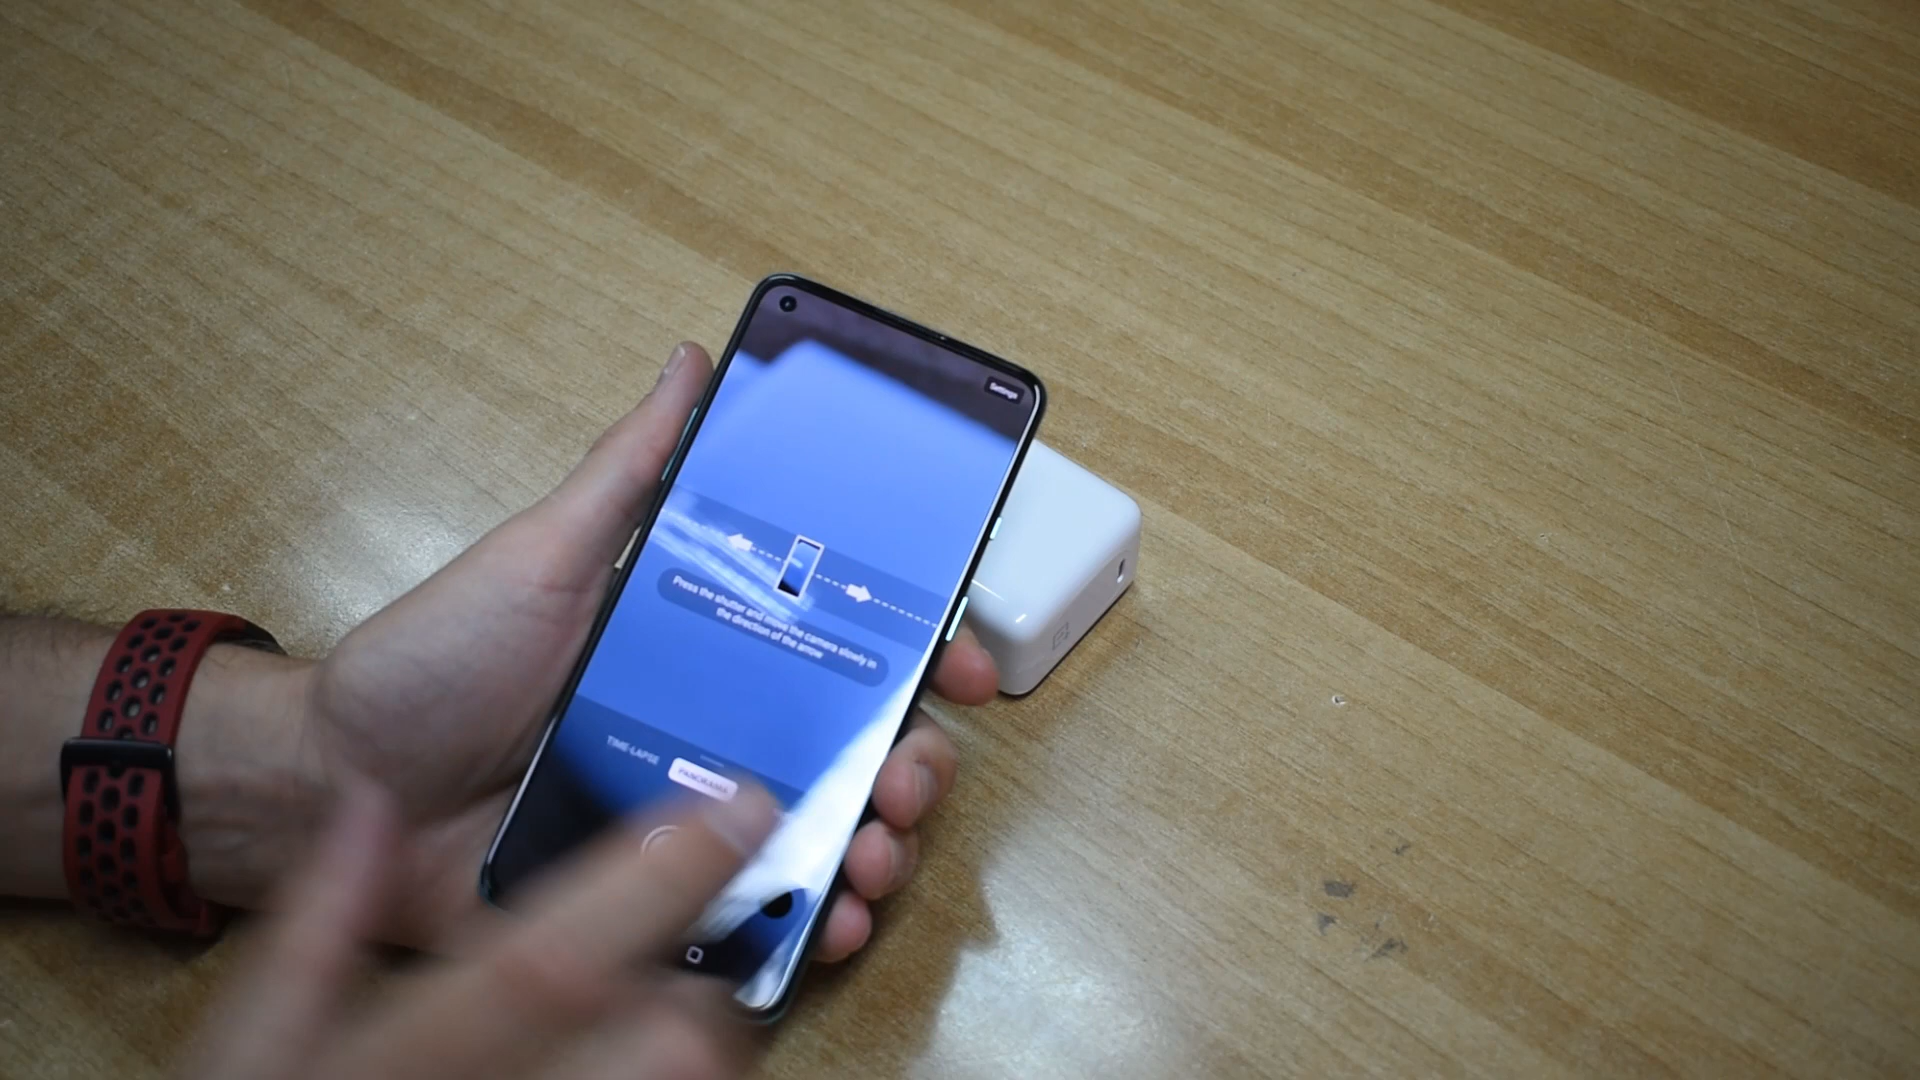 Settings
Press the shutter and move the camera slowly in
the direction of the arrow
TIME-LAPSE
PANORAMA